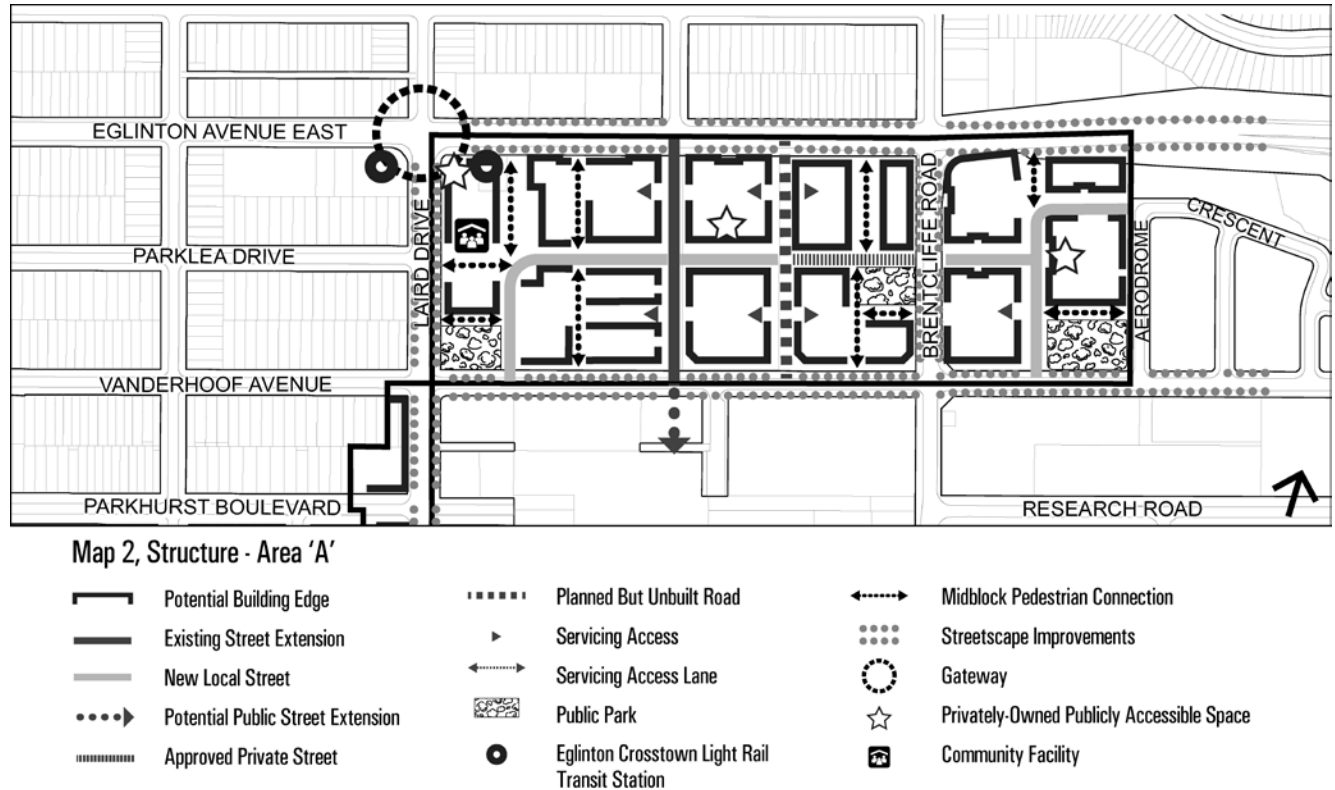 EGLINTON AVENUE EAST
LAIRD DRIVE
BRENTCLIFFE ROAD
CRESCENT
AERODROME
PARKLEA DRIVE
VANDERHOOF AVENUE
PARKHURST BOULEVARD
RESEARCH ROAD
Map 2, Structure - Area ‘A’
Potential Building Edge
Existing Street Extension
New Local Street
Potential Public Street Extension
Approved Private Street
Planned But Unbuilt Road
Servicing Access
Servicing Access Lane
Public Park
Eglinton Crosstown Light Rail
Transit Station
Midblock Pedestrian Connection
Streetscape Improvements
Gateway
Privately-Owned Publicly Accessible Space
Community Facility